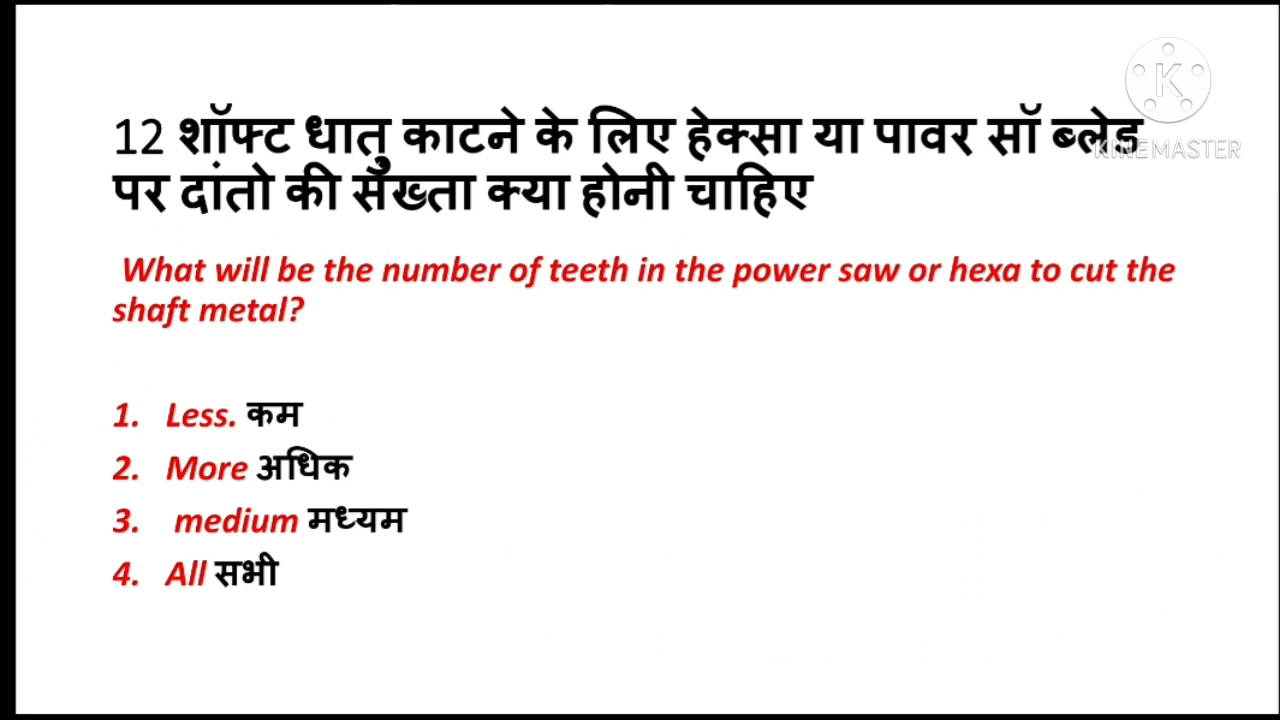 12 शॉफ्ट धातु काटने के लिए हेक्सा या पावर सॉ ब्लेड
पर दांतो की संख्ता क्या होनी चाहिए
What will be the number of teeth in the power saw or hexa to cut the
shaft metal?
1. Less. कम
2. More अधिक
3. medium मध्यम
4. All सभी
K
KINEMASTER